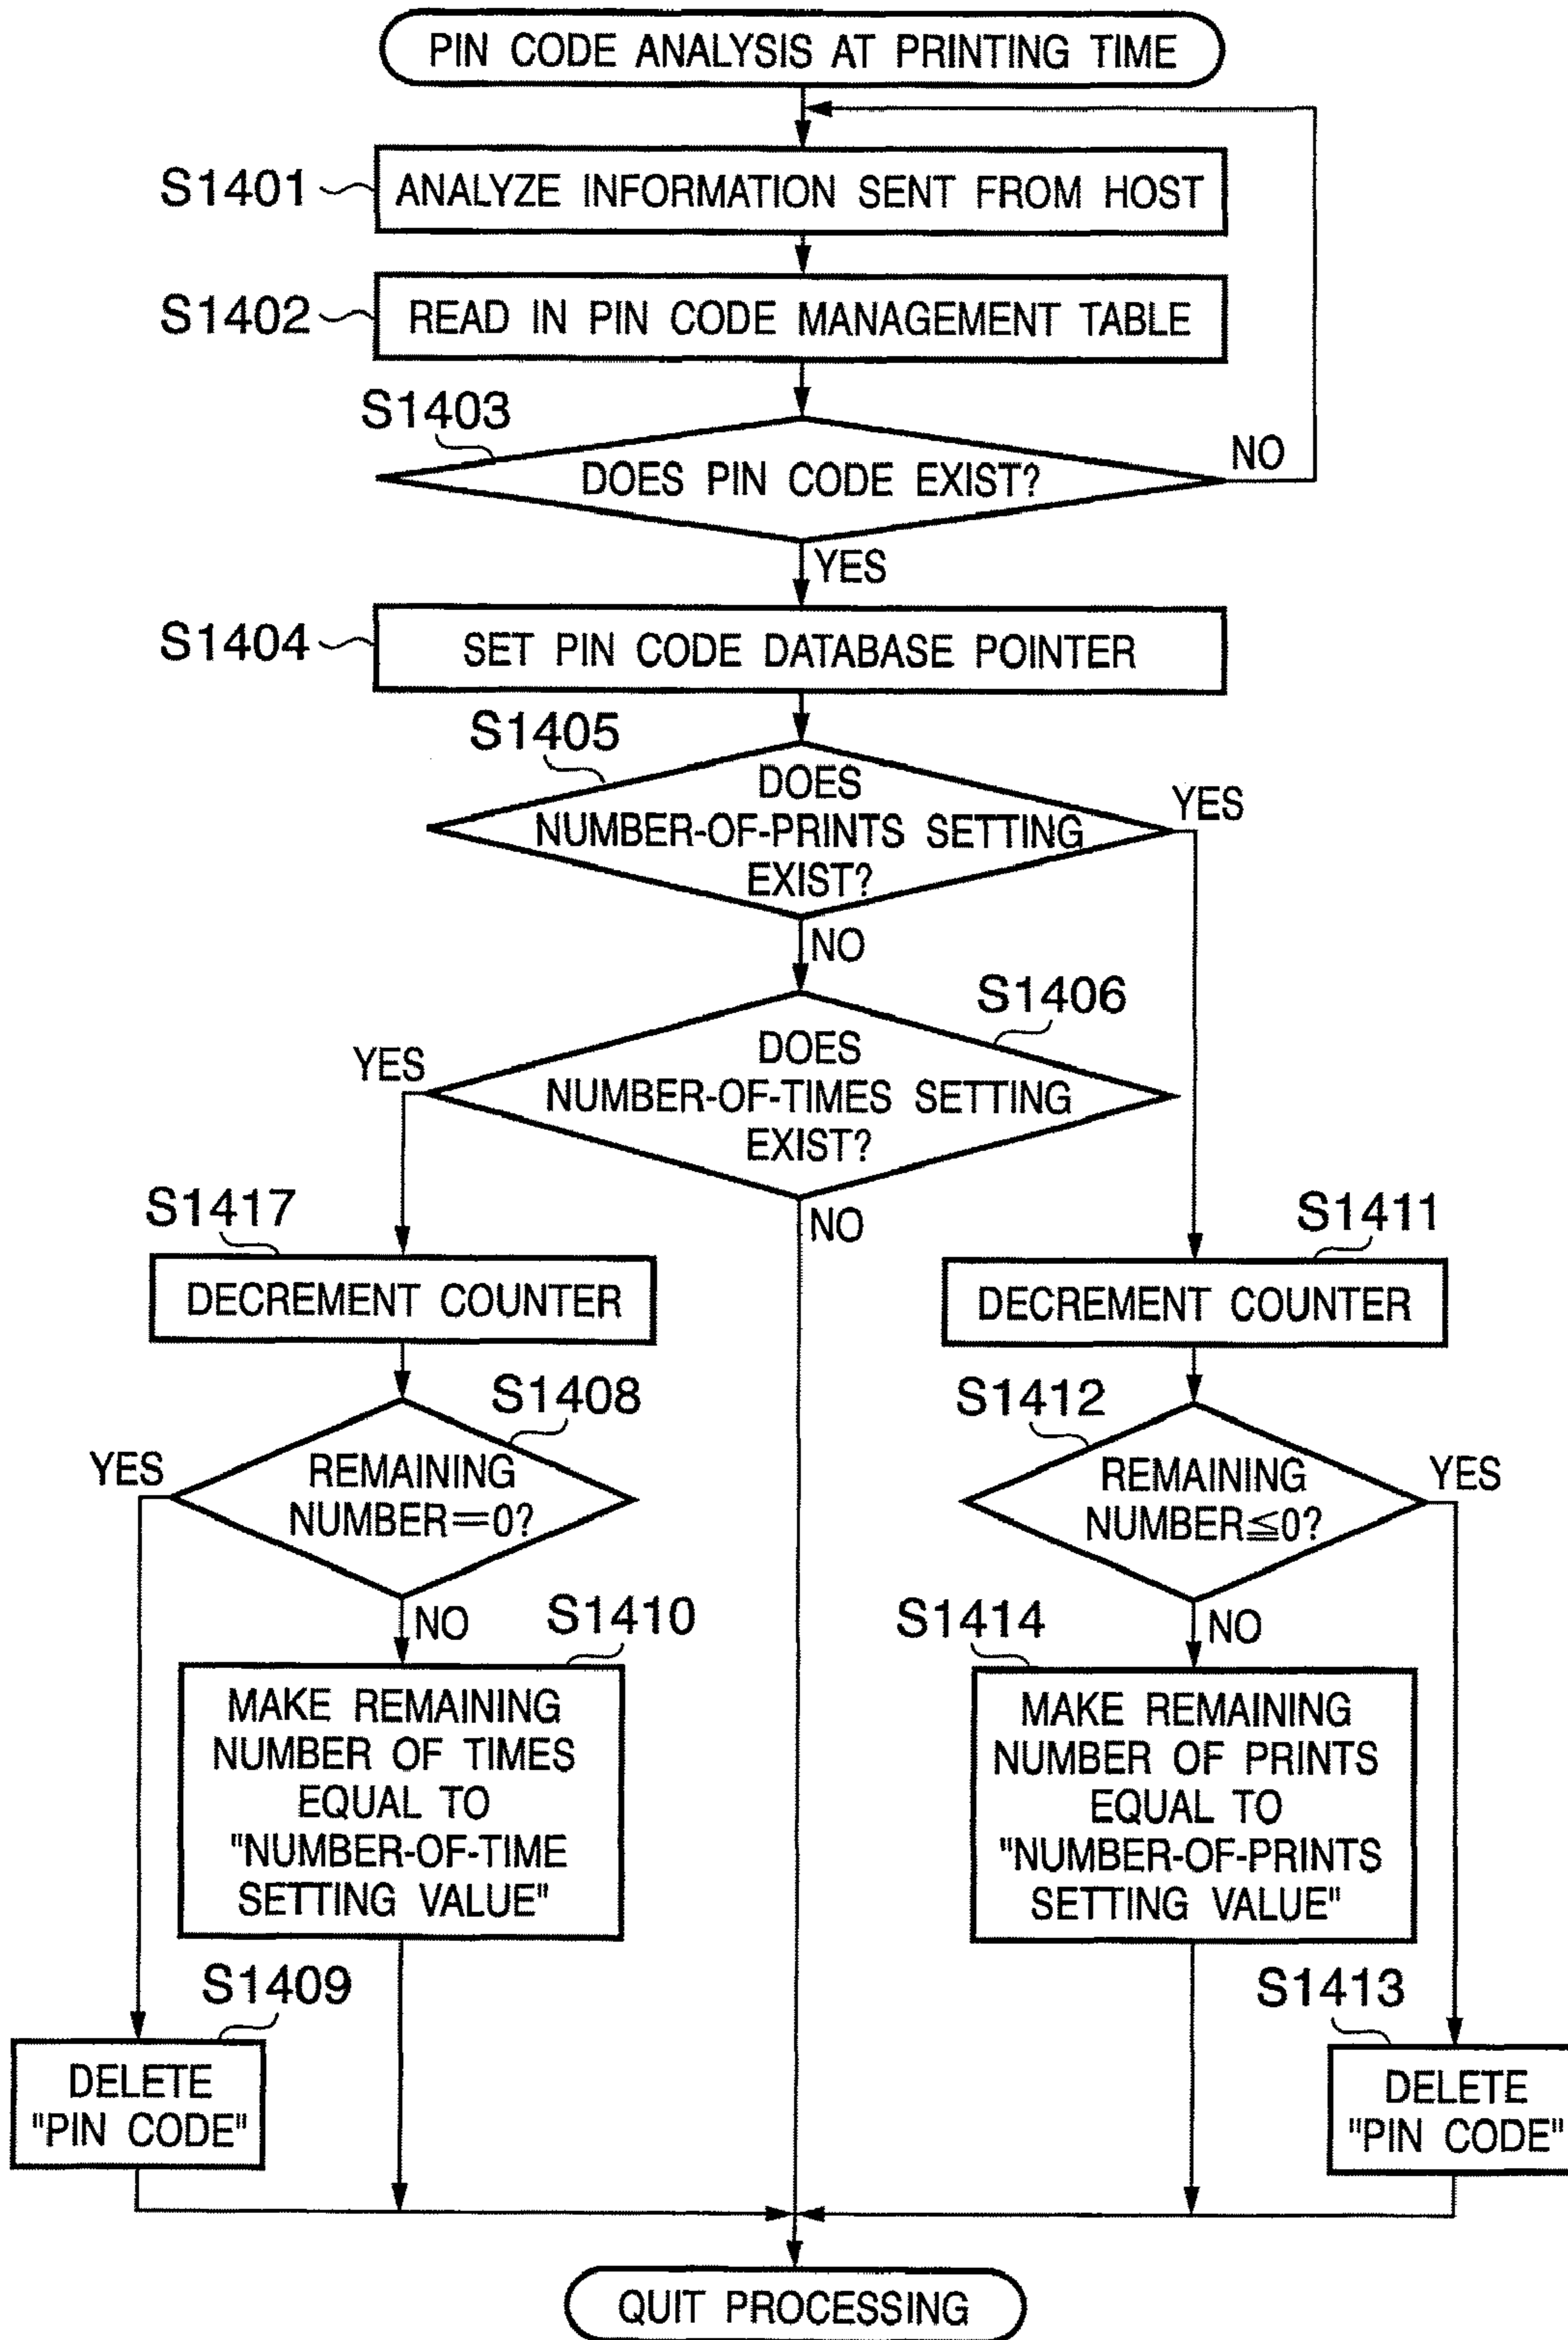 PIN CODE ANALYSIS AT PRINTING TIME
S1401
ANALYZE INFORMATION SENT FROM HOST
S1402
READ IN PIN CODE MANAGEMENT TABLE
S1403
DOES PIN CODE EXIST?
NO
YES
S1404
SET PIN CODE DATABASE POINTER
S1405
DOES
NUMBER-OF-PRINTS SETTING
EXIST?
YES
NO
S1406
DOES
NUMBER-OF-TIMES SETTING
EXIST?
YES
NO
S1417
DECREMENT COUNTER
S1411
DECREMENT COUNTER
S1408
REMAINING
NUMBER=0?
YES
NO
S1412
REMAINING
NUMBER≦0?
YES
NO
S1410
MAKE REMAINING
NUMBER OF TIMES
EQUAL TO
"NUMBER-OF-TIME
SETTING VALUE"
S1414
MAKE REMAINING
NUMBER OF PRINTS
EQUAL TO
"NUMBER-OF-PRINTS
SETTING VALUE"
S1409
DELETE
"PIN CODE"
S1413
DELETE
"PIN CODE"
QUIT PROCESSING